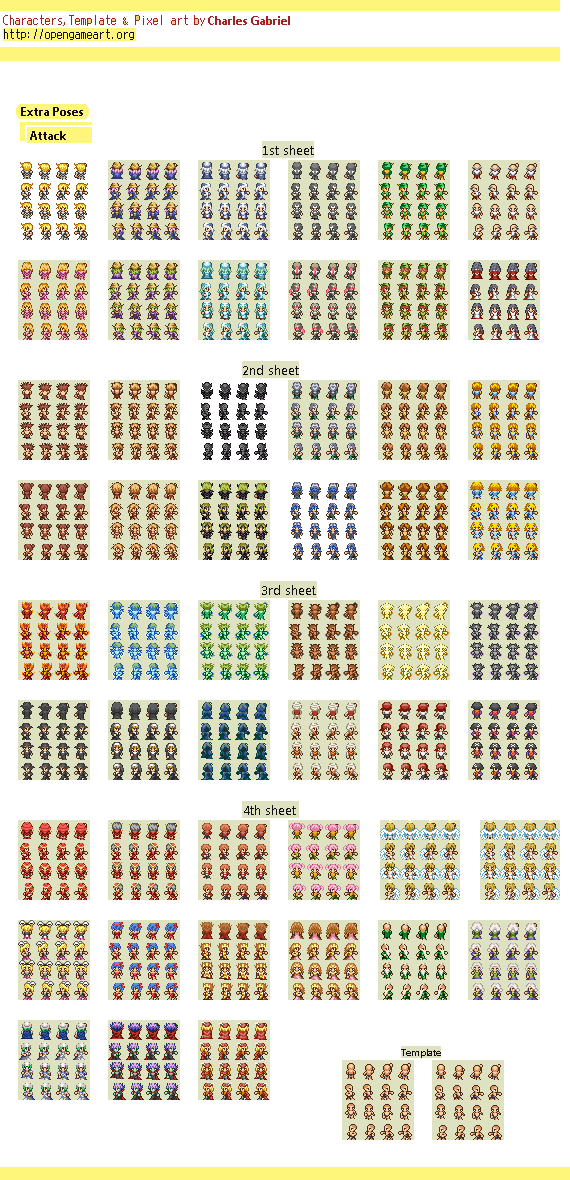 Characters, Template & Pixel art by Charles Gabriel
http://opengameart.org
Extra Poses
Attack
1st sheet
2nd sheet
3rd sheet
4th sheet
Template